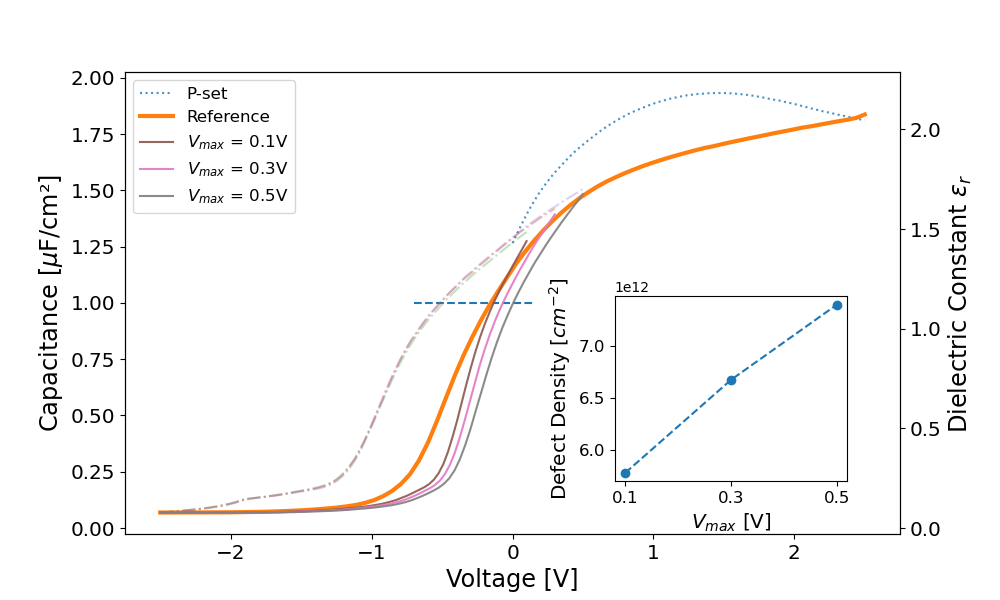 P-set
Reference
V_max = 0.1V
V_max = 0.3V
V_max = 0.5V
Capacitance [μF/cm²]
2.00
1.75
1.50
1.25
1.00
0.75
0.50
0.25
0.00
−2
−1
0
1
2
Voltage [V]
Dielectric Constant ε_r
2.0
1.5
1.0
0.5
0.0
1e12
Defect Density [cm⁻²]
7.0
6.5
6.0
0.1
0.3
0.5
V_max [V]